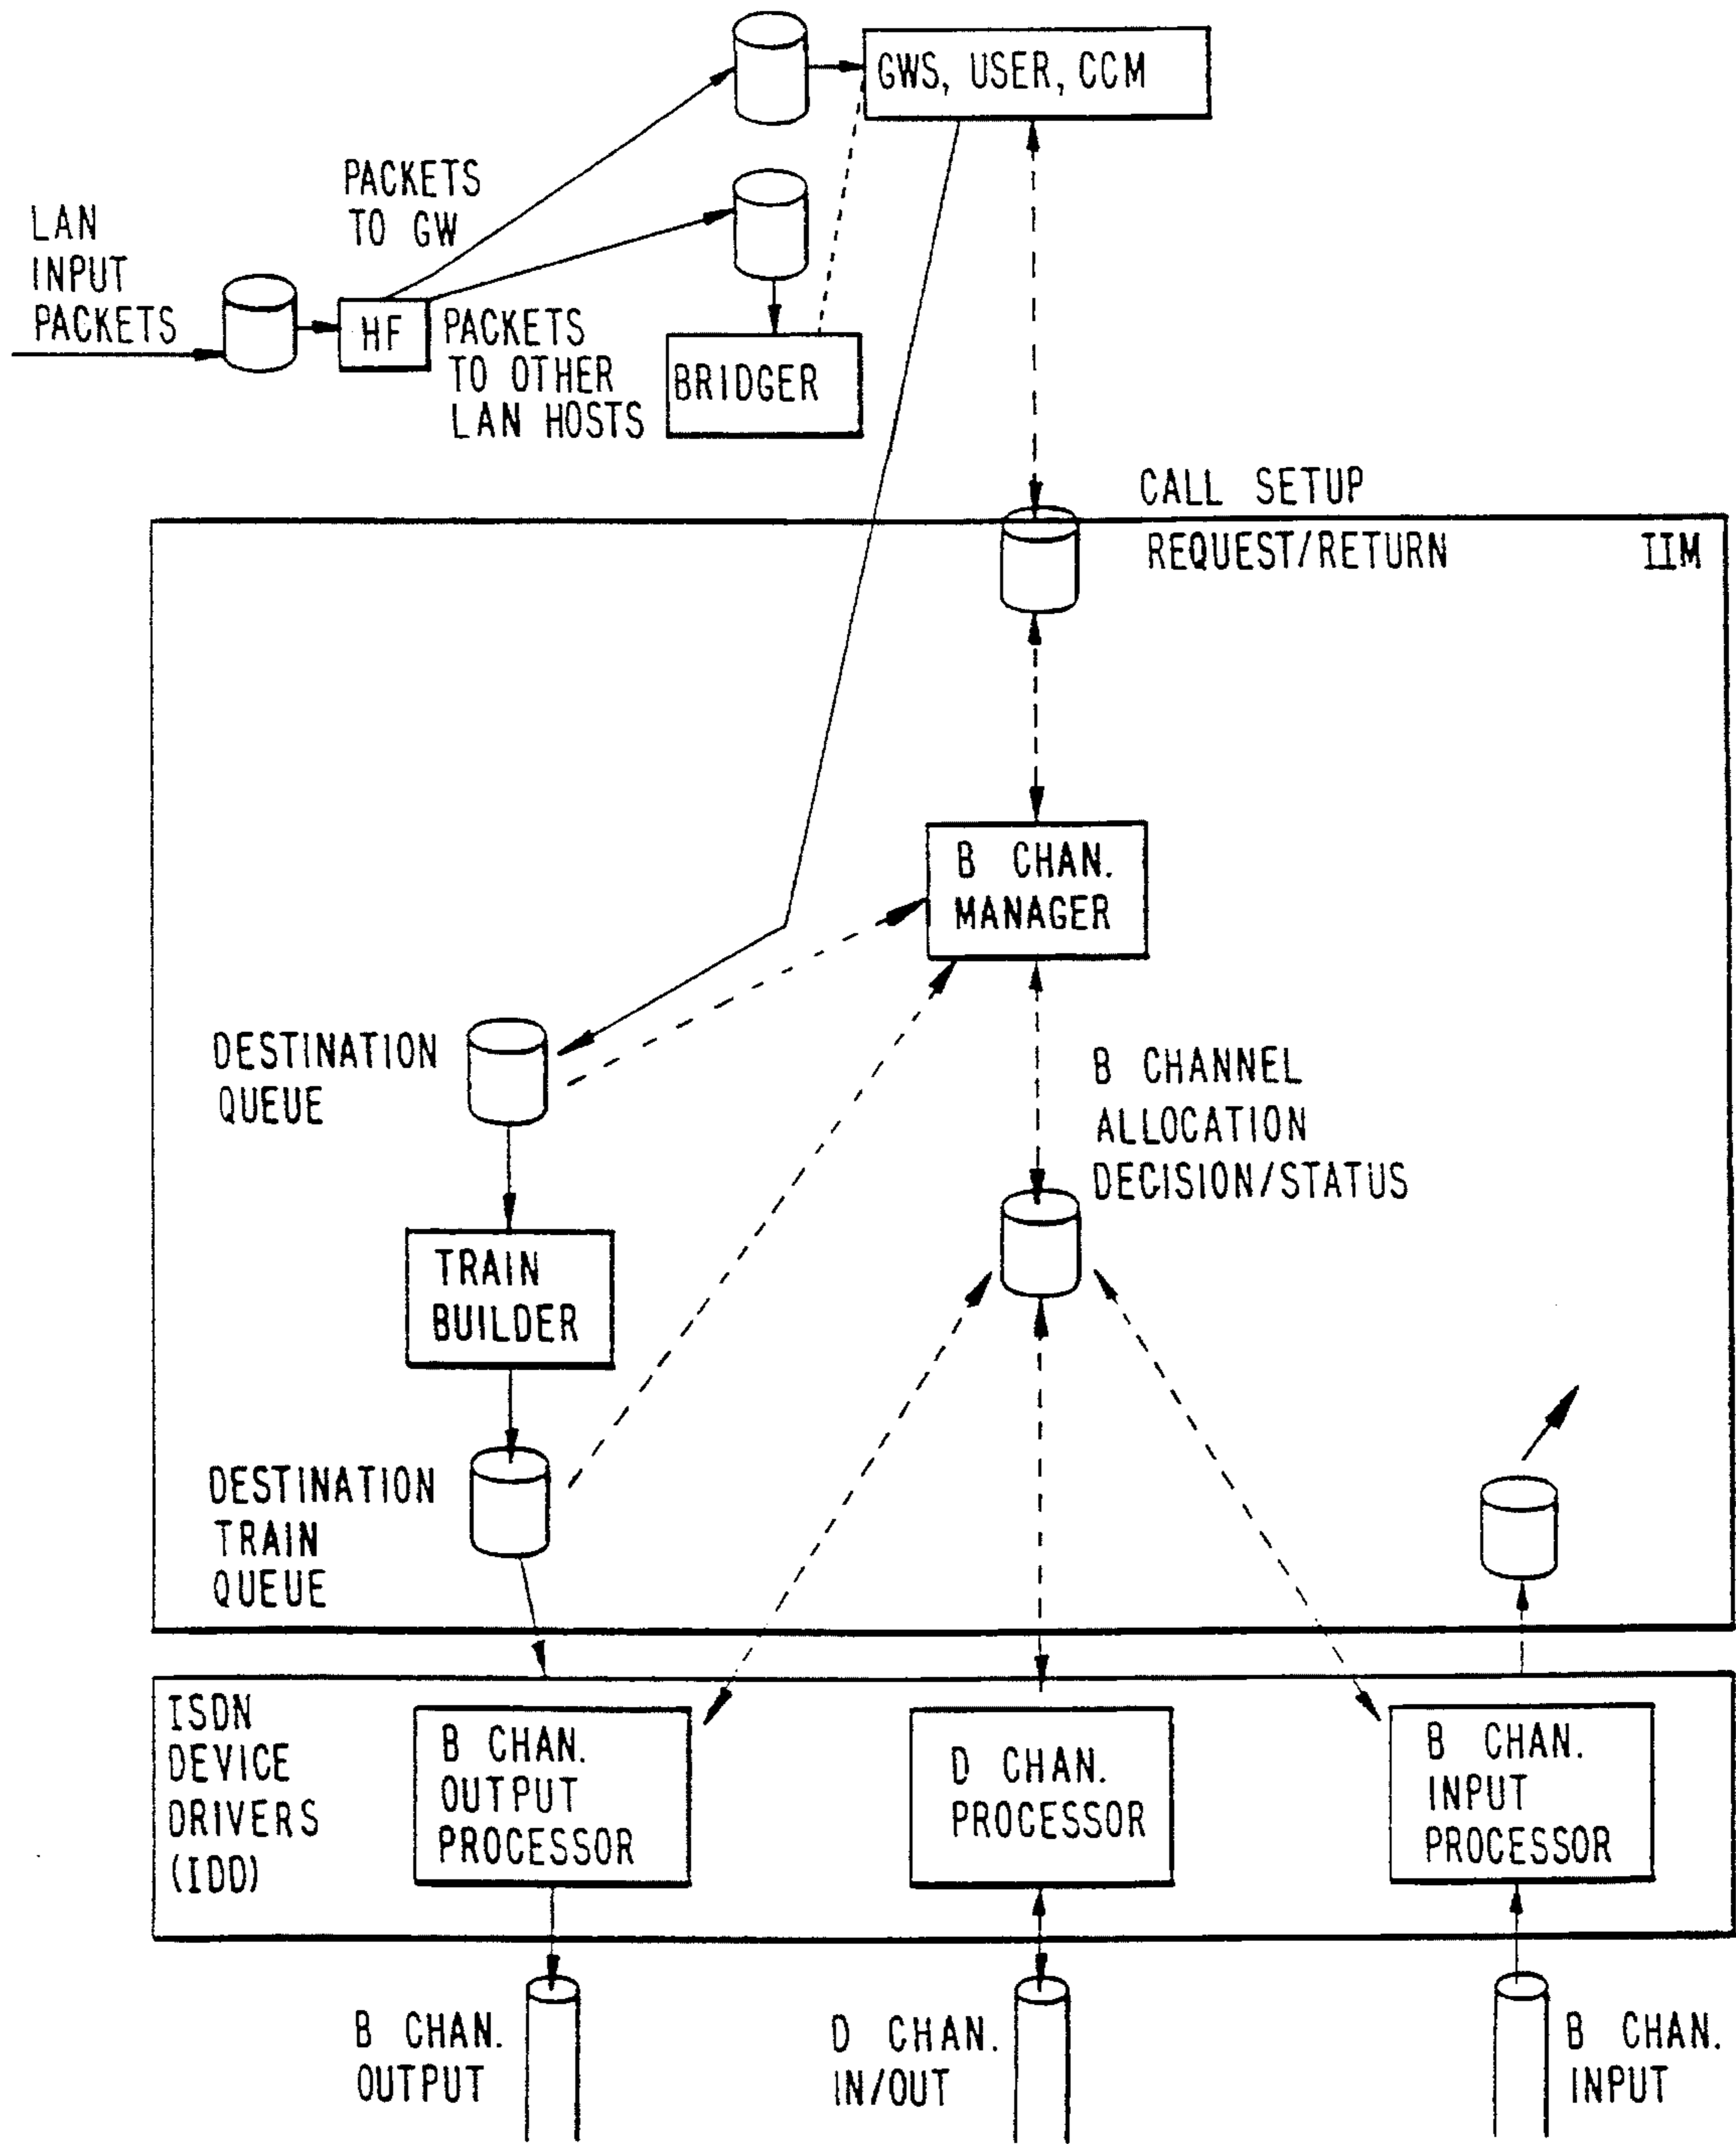 GWS, USER, CCM
PACKETS
TO GW
LAN
INPUT
PACKETS
HF
PACKETS
TO OTHER
LAN HOSTS
BRIDGER
CALL SETUP
REQUEST/RETURN
IIM
B CHAN.
MANAGER
DESTINATION
QUEUE
B CHANNEL
ALLOCATION
DECISION/STATUS
TRAIN
BUILDER
DESTINATION
TRAIN
QUEUE
ISDN
DEVICE
DRIVERS
(IDD)
B CHAN.
OUTPUT
PROCESSOR
D CHAN.
PROCESSOR
B CHAN.
INPUT
PROCESSOR
B CHAN.
OUTPUT
D CHAN.
IN/OUT
B CHAN.
INPUT